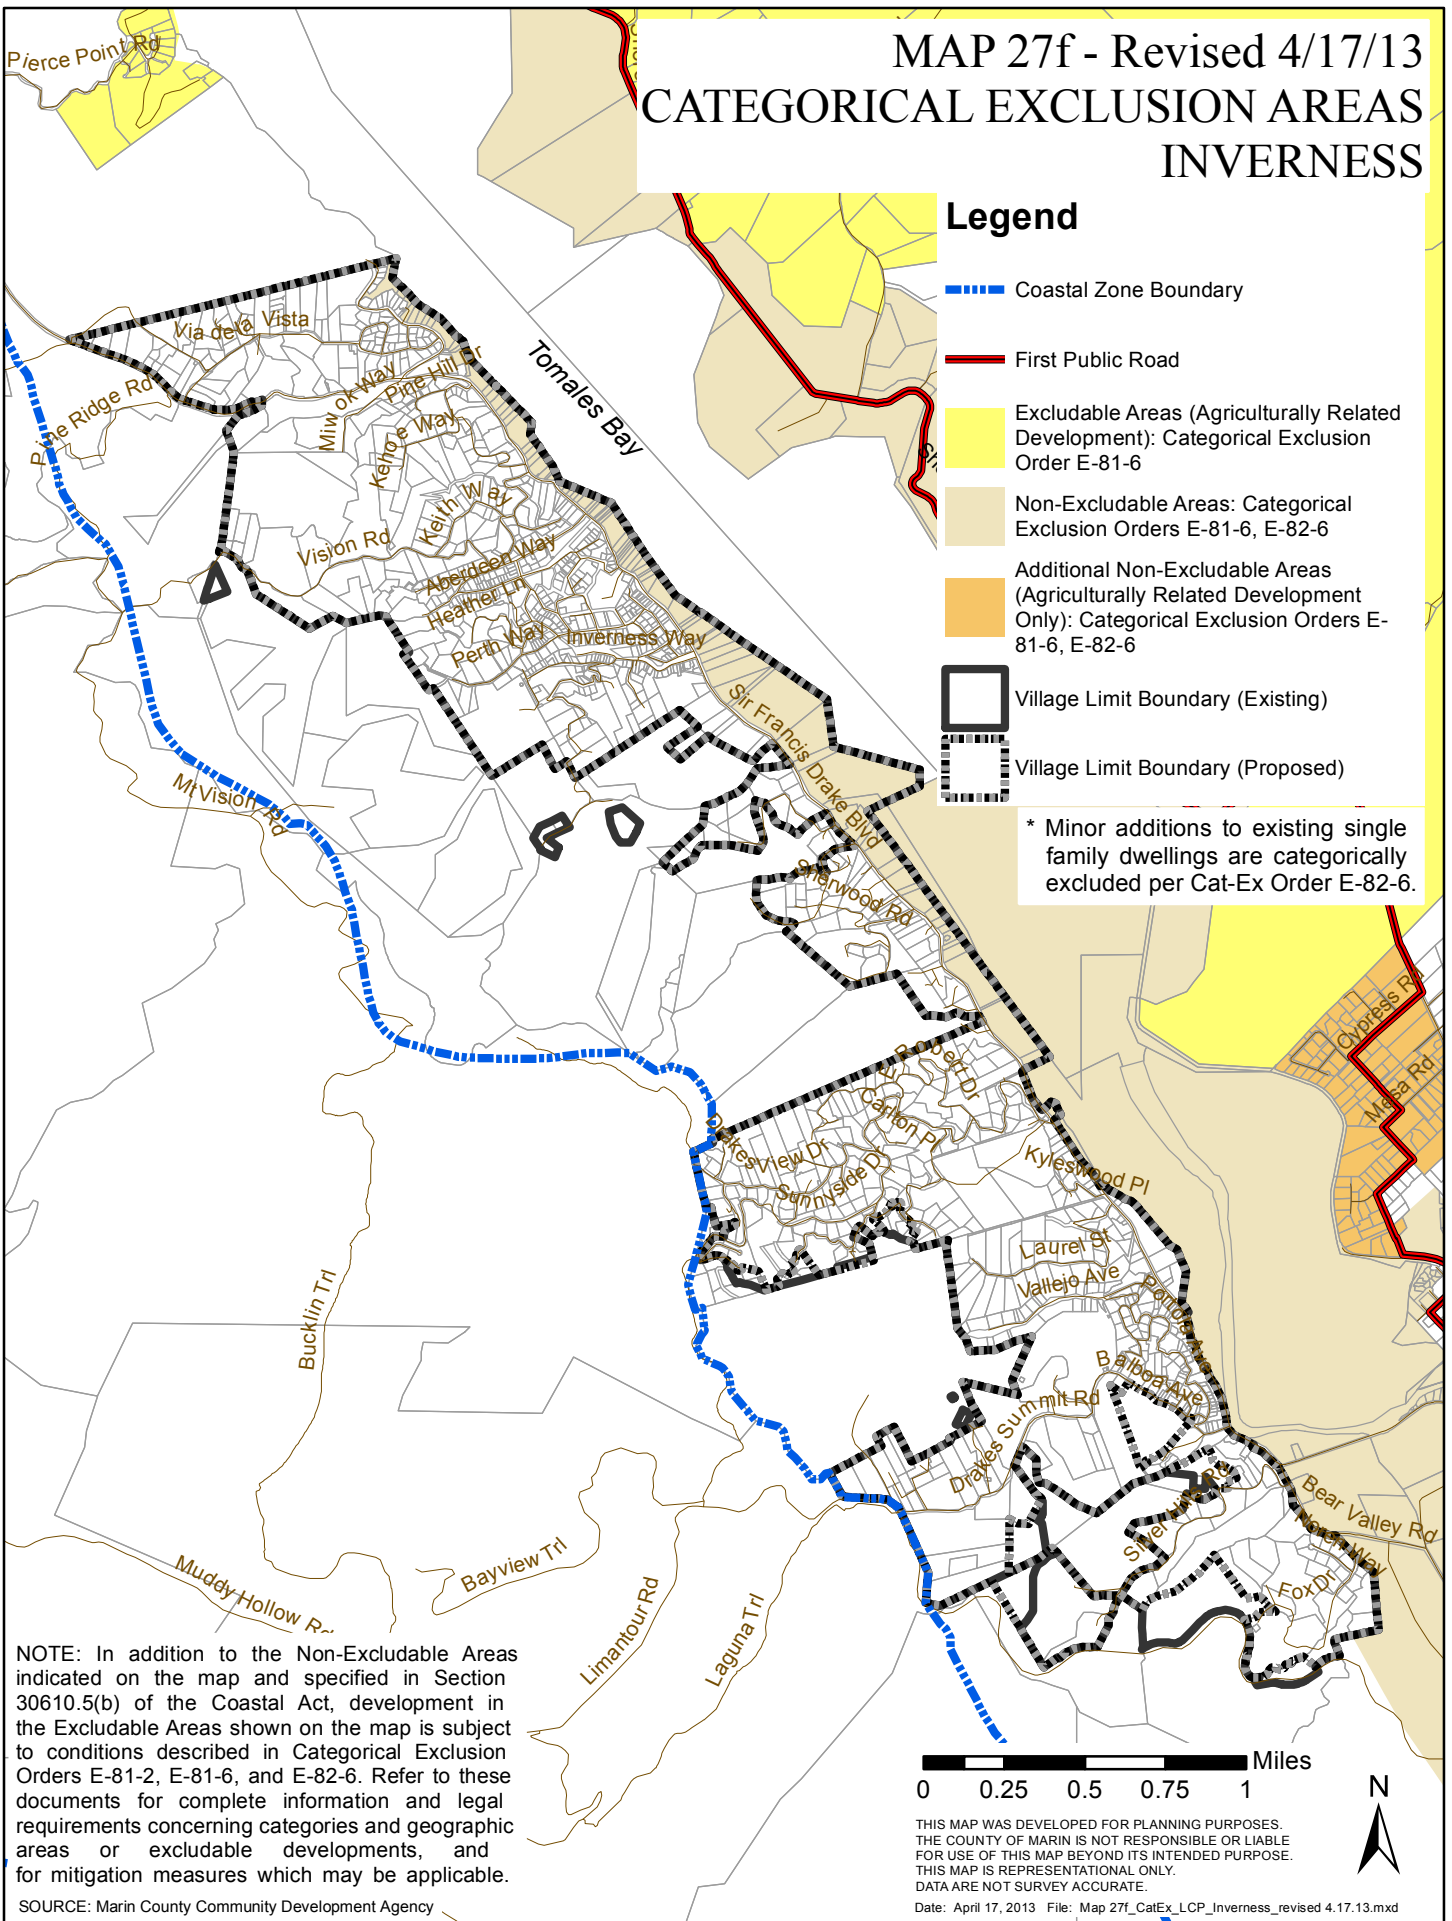 MAP 27f - Revised 4/17/13
CATEGORICAL EXCLUSION AREAS
INVERNESS
Legend
Coastal Zone Boundary
First Public Road
Excludable Areas (Agriculturally Related
Development): Categorical Exclusion
Order E-81-6
Non-Excludable Areas: Categorical
Exclusion Orders E-81-6, E-82-6
Additional Non-Excludable Areas
(Agriculturally Related Development
Only): Categorical Exclusion Orders E-
81-6, E-82-6
Village Limit Boundary (Existing)
Village Limit Boundary (Proposed)
* Minor additions to existing single
family dwellings are categorically
excluded per Cat-Ex Order E-82-6.
Pierce Point Rd
Via dela Vista
Pine Ridge Rd
Miwok Way
Pine Hill Dr
Kehoe Way
Tomales Bay
Keith Way
Vision Rd
Aberdeen Way
Heather Ln
Perth Way
Inverness Way
Sir Francis Drake Blvd
Mt Vision Rd
Sherwood Rd
Cypress Rd
Mesa Rd
Robert Dr
Carlton Pl
Drakes View Dr
Sunnyside Dr
Kyleswood Pl
Laurel St
Vallejo Ave
Portola Ave
Balboa Ave
Drakes Summit Rd
Bucklin Trl
Silver Hills Rd
Bear Valley Rd
Noren Way
Fox Dr
Bayview Trl
Muddy Hollow Rd
Limantour Rd
Laguna Trl
NOTE: In addition to the Non-Excludable Areas
indicated on the map and specified in Section
30610.5(b) of the Coastal Act, development in
the Excludable Areas shown on the map is subject
to conditions described in Categorical Exclusion
Orders E-81-2, E-81-6, and E-82-6. Refer to these
documents for complete information and legal
requirements concerning categories and geographic
areas or excludable developments, and
for mitigation measures which may be applicable.
SOURCE: Marin County Community Development Agency
Miles
0 0.25 0.5 0.75 1
N
THIS MAP WAS DEVELOPED FOR PLANNING PURPOSES.
THE COUNTY OF MARIN IS NOT RESPONSIBLE OR LIABLE
FOR USE OF THIS MAP BEYOND ITS INTENDED PURPOSE.
THIS MAP IS REPRESENTATIONAL ONLY.
DATA ARE NOT SURVEY ACCURATE.
Date: April 17, 2013 File: Map 27f_CatEx_LCP_Inverness_revised 4.17.13.mxd